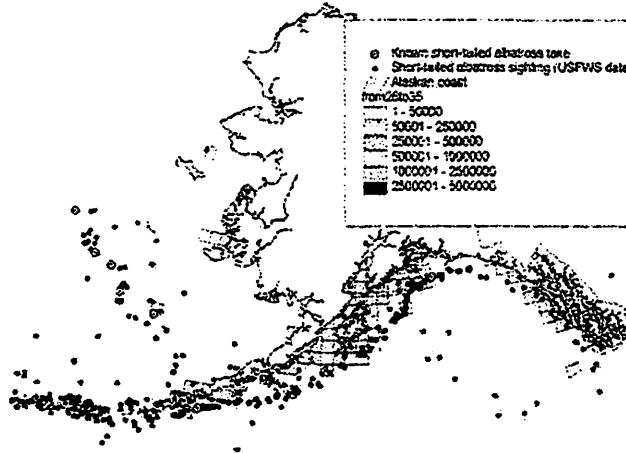 Known short-tailed albatross take
Short-tailed albatross sighting (USFWS data
Alaskan coast
from26to35
1 - 50000
50001 - 250000
250001 - 500000
500001 - 1000000
1000001 - 2500000
2500001 - 5000000